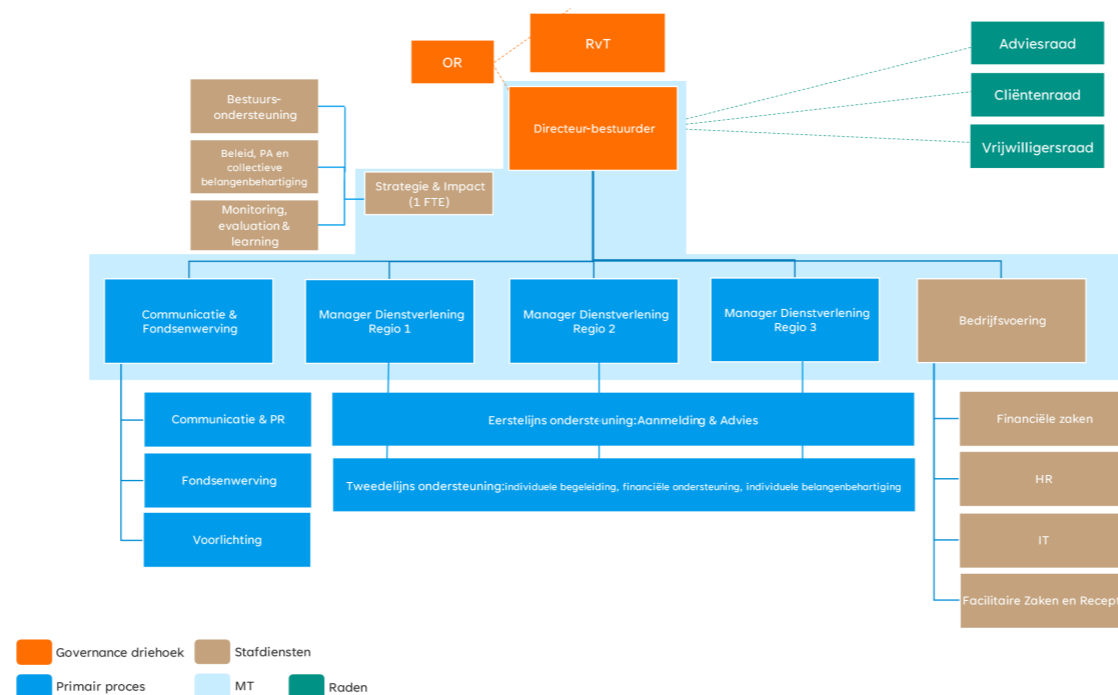 RvT
OR
Adviesraad
Cliëntenraad
Vrijwilligersraad
Directeur-bestuurder
Bestuurs-
ondersteuning
Beleid, PA en
collectieve
belangenbehartiging
Monitoring,
evaluation &
learning
Strategie & Impact
(1 FTE)
Communicatie &
Fondsenwerving
Manager Dienstverlening
Regio 1
Manager Dienstverlening
Regio 2
Manager Dienstverlening
Regio 3
Bedrijfsvoering
Communicatie & PR
Fondsenwerving
Voorlichting
Eerstelijns ondersteuning:Aanmelding & Advies
Tweedelijns ondersteuning:individuele begeleiding, financiële ondersteuning, individuele belangenbehartiging
Financiële zaken
HR
IT
Facilitaire Zaken en Recept
Governance driehoek
Stafdiensten
Primair proces
MT
Raden